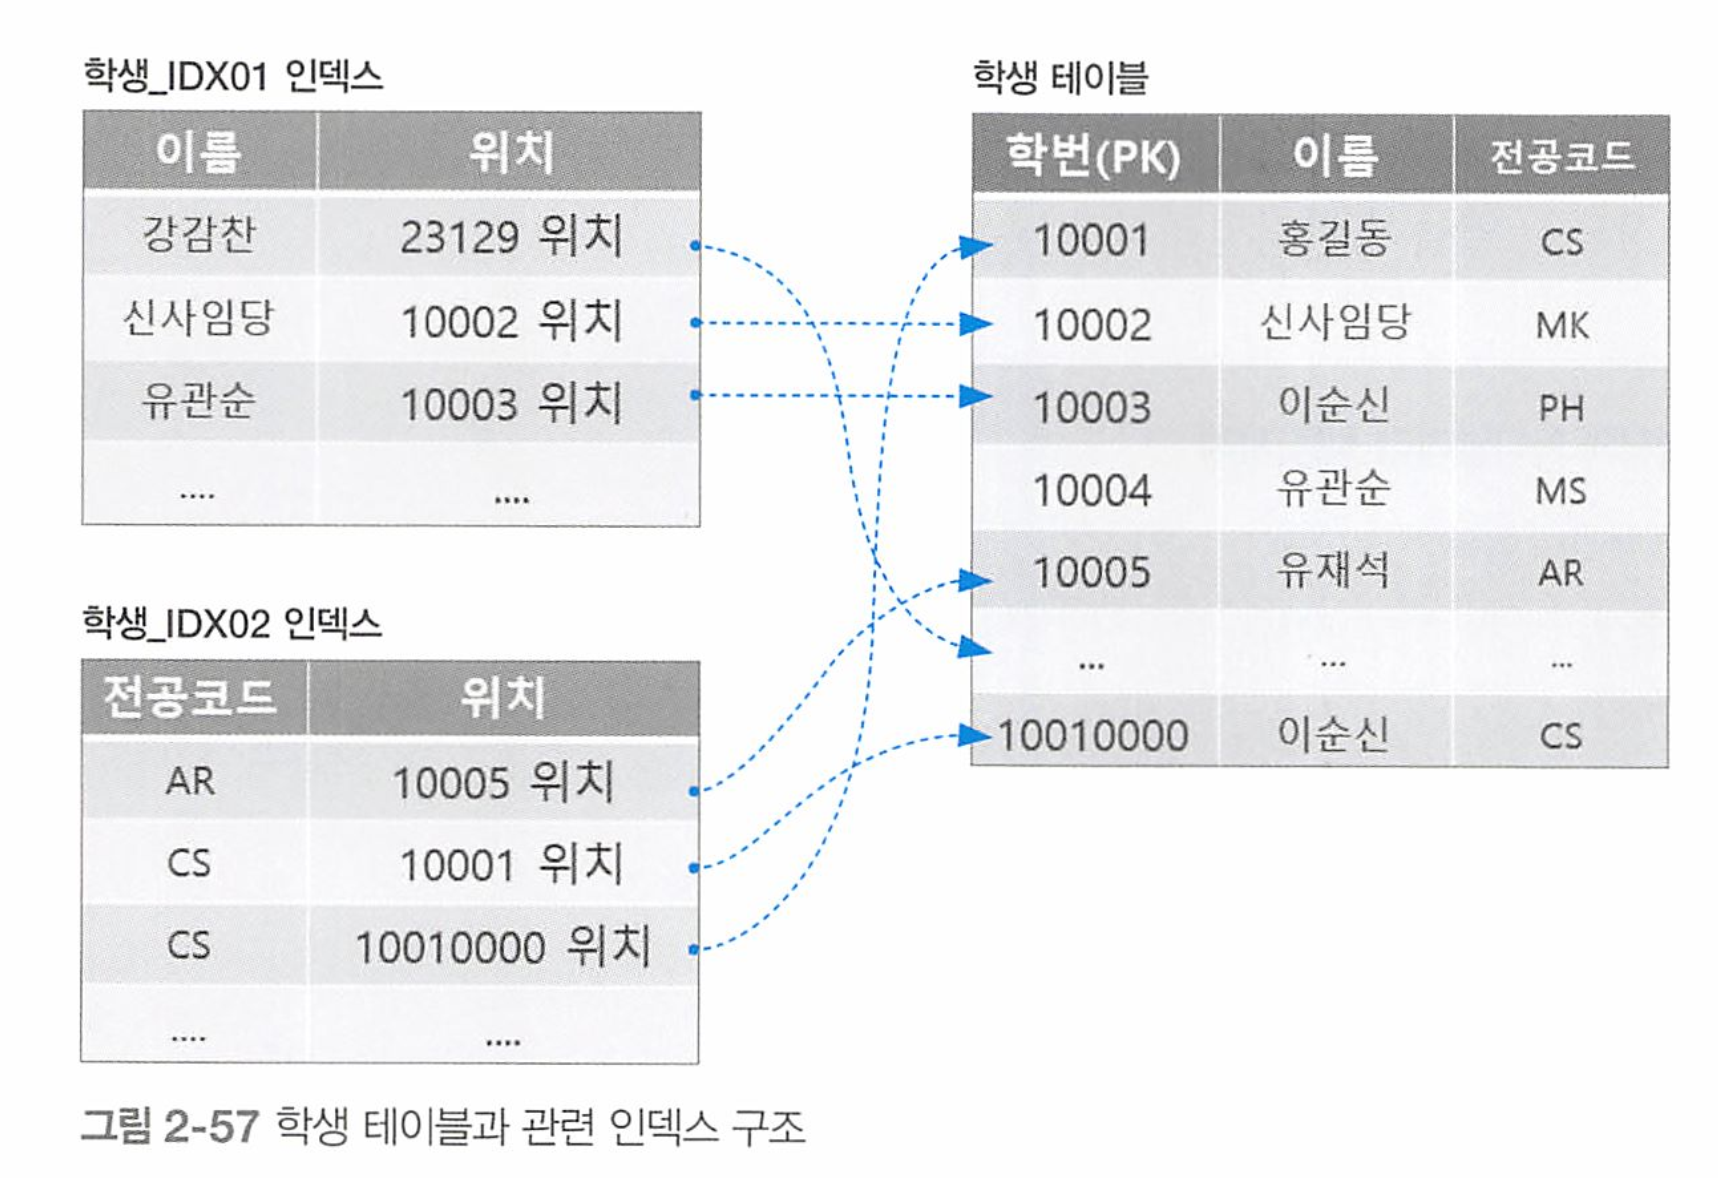 학생_IDX01 인덱스
이름 위치
강감찬 23129 위치
신사임당 10002 위치
유관순 10003 위치
.... ....
학생_IDX02 인덱스
전공코드 위치
AR 10005 위치
CS 10001 위치
CS 10010000 위치
.... ....
학생 테이블
학번(PK) 이름 전공코드
10001 홍길동 CS
10002 신사임당 MK
10003 이순신 PH
10004 유관순 MS
10005 유재석 AR
... ... ...
10010000 이순신 CS
그림 2-57 학생 테이블과 관련 인덱스 구조